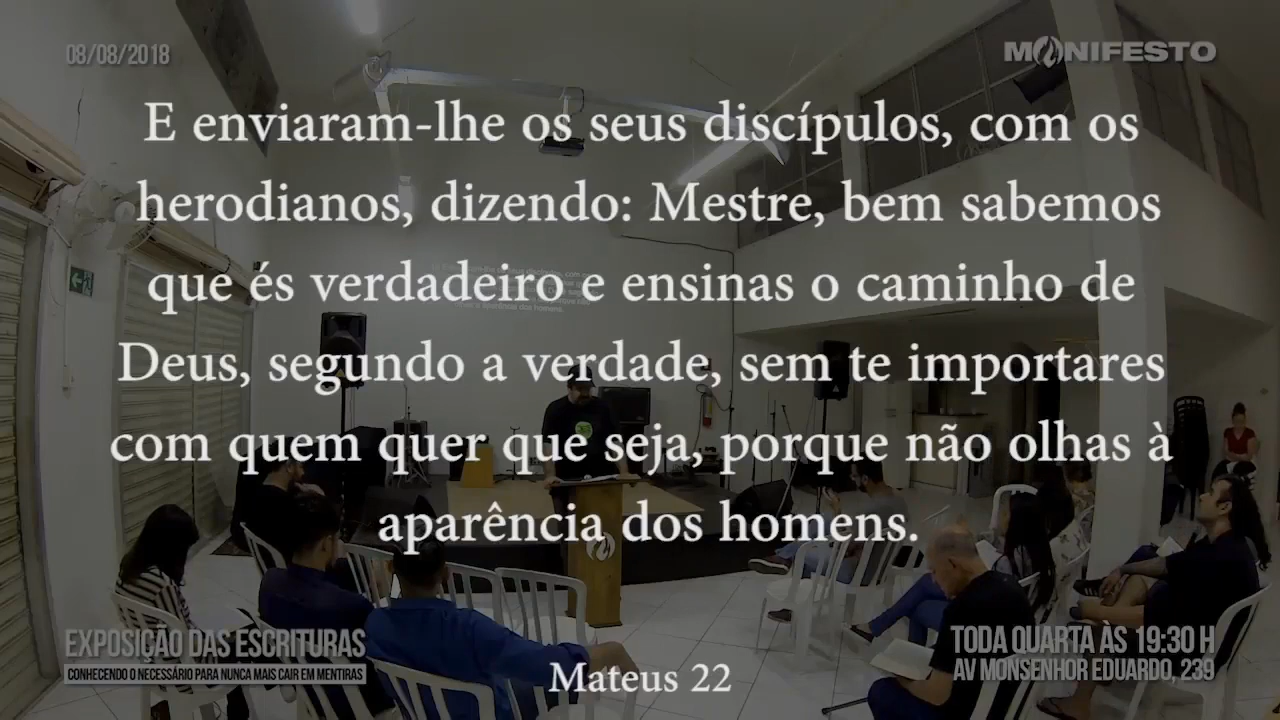 08/08/2018
MANIFESTO
E enviaram-lhe os seus discípulos, com os
herodianos, dizendo: Mestre, bem sabemos
que és verdadeiro e ensinas o caminho de
Deus, segundo a verdade, sem te importares
com quem quer que seja, porque não olhas à
aparência dos homens.
EXPOSIÇÃO DAS ESCRITURAS
CONHECENDO O NECESSÁRIO PARA NUNCA MAIS CAIR EM MENTIRAS
Mateus 22
TODA QUARTA ÀS 19:30 H
AV MONSENHOR EDUARDO, 239